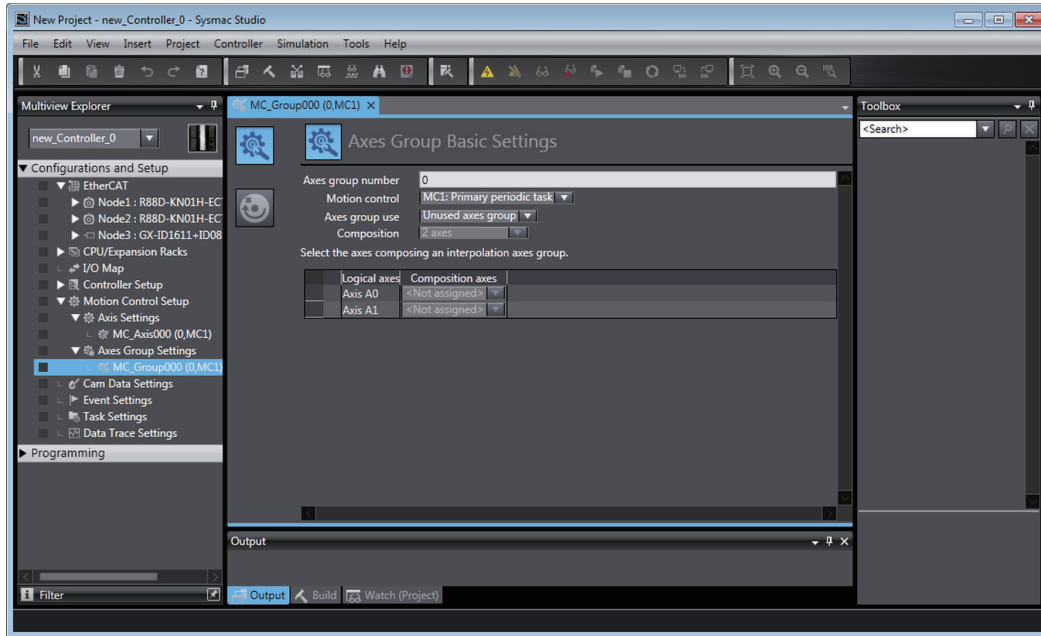 New Project - new_Controller_0 - Sysmac Studio
File Edit View Insert Project Controller Simulation Tools Help
Multiview Explorer
new_Controller_0
Configurations and Setup
EtherCAT
Node1 : R88D-KN01H-EC
Node2 : R88D-KN01H-EC
Node3 : GX-ID1611+ID08
CPU/Expansion Racks
I/O Map
Controller Setup
Motion Control Setup
Axis Settings
MC_Axis000 (0,MC1)
Axes Group Settings
MC_Group000 (0,MC1)
Cam Data Settings
Event Settings
Task Settings
Data Trace Settings
Programming
Filter
MC_Group000 (0,MC1)
Axes Group Basic Settings
Axes group number 0
Motion control MC1: Primary periodic task
Axes group use Unused axes group
Composition 2 axes
Select the axes composing an interpolation axes group.
Logical axes Composition axes
Axis A0 <Not assigned>
Axis A1 <Not assigned>
Output
Output Build Watch (Project)
Toolbox
<Search>